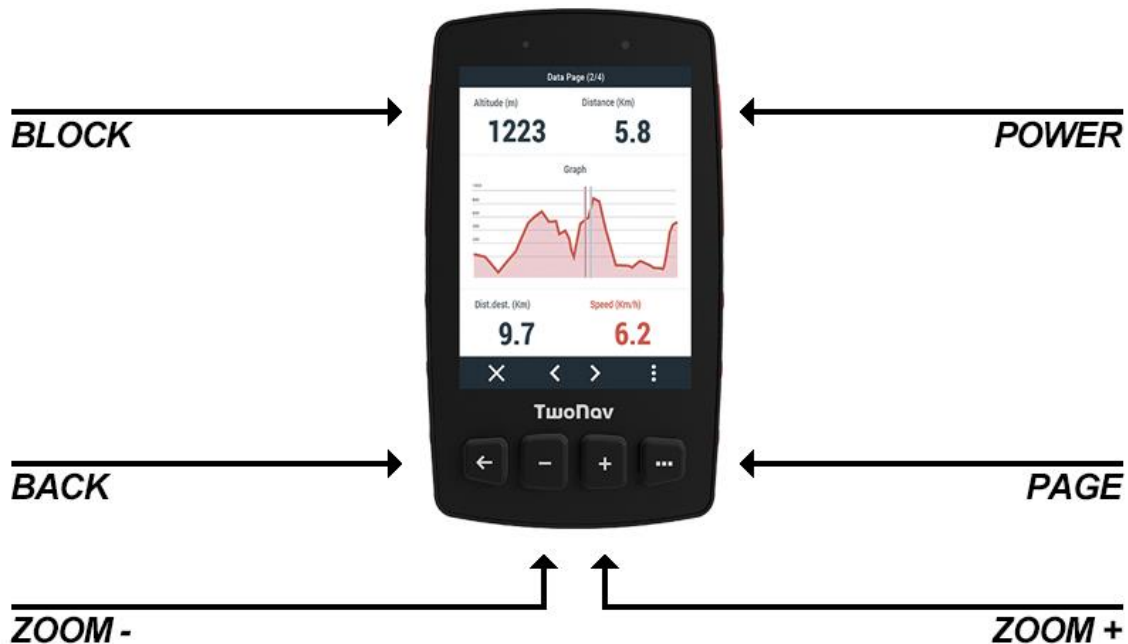 Data Page (2/4)
Altitude (m) Distance (Km)
BLOCK 1223 5.8 POWER
Graph
Dist.dest. (Km) Speed (Km/h)
9.7 6.2
TwoNav
BACK PAGE
ZOOM - ZOOM +